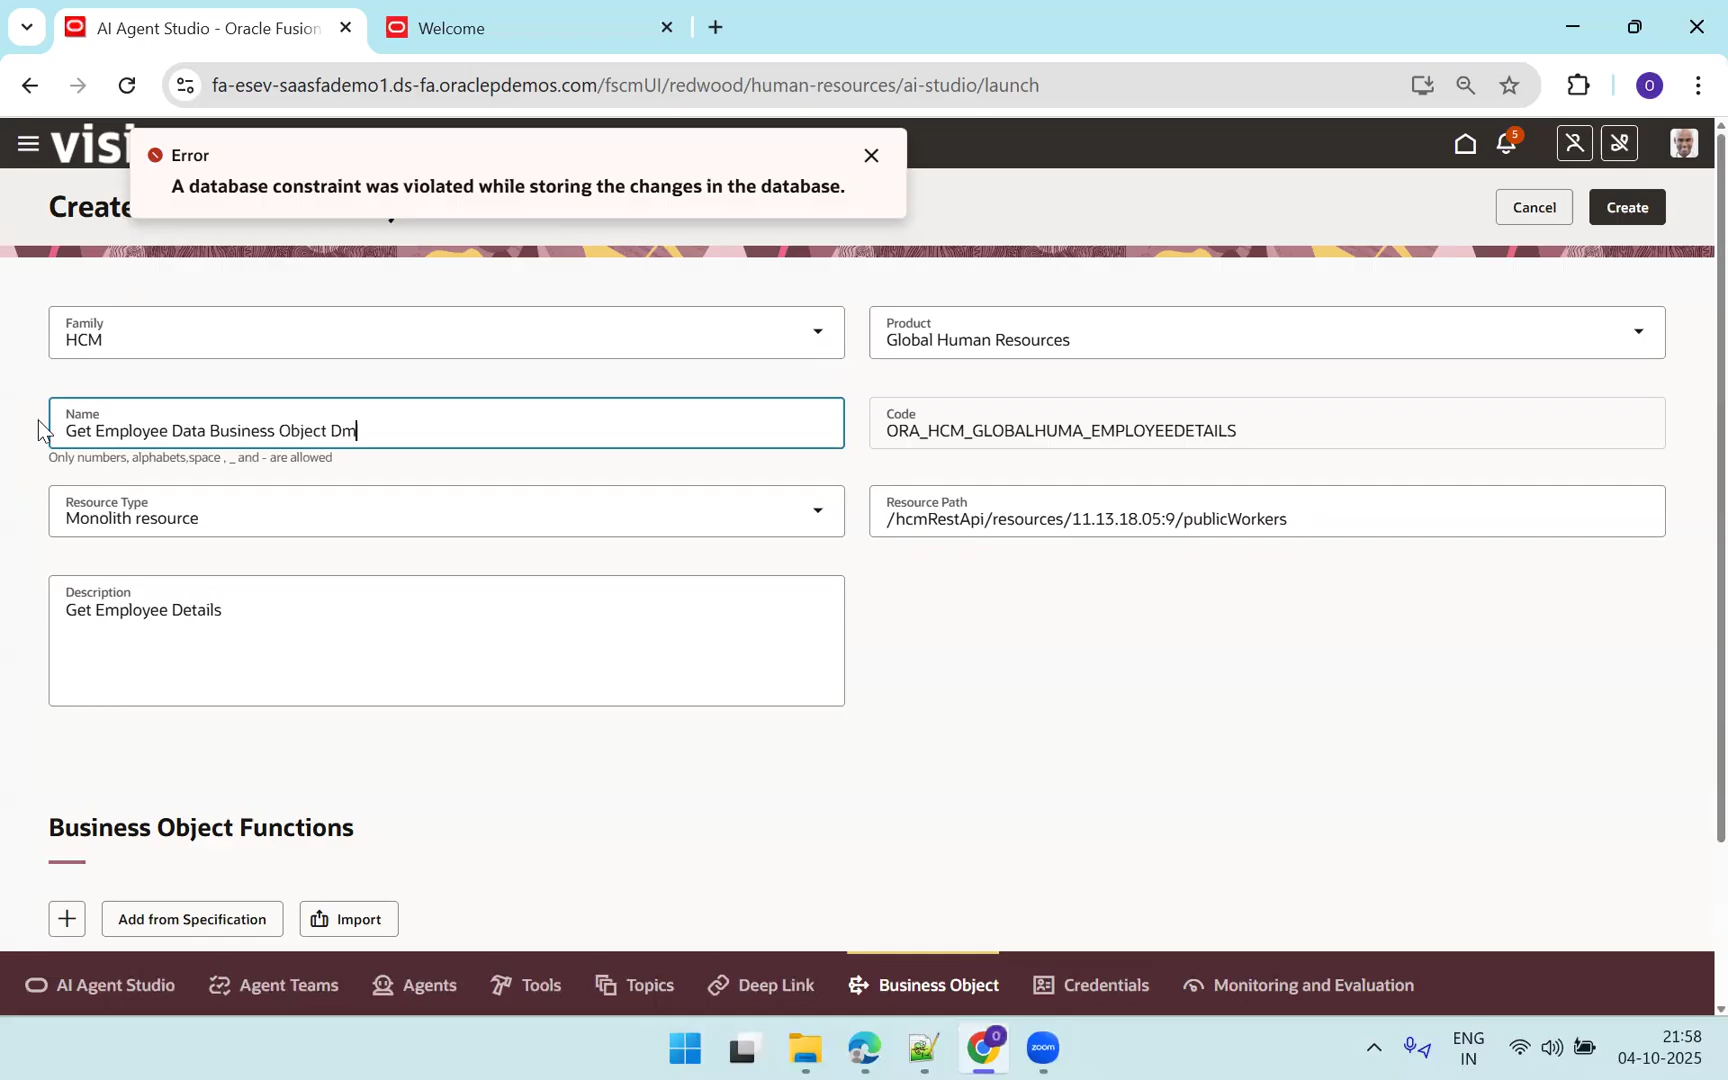 AI Agent Studio - Oracle Fusion
Welcome
fa-esev-saasfademo1.ds-fa.oraclepdemos.com/fscmUI/redwood/human-resources/ai-studio/launch
O
Error
A database constraint was violated while storing the changes in the database.
5
Create
Cancel
Create
Family
HCM
Product
Global Human Resources
Name
Get Employee Data Business Object Dm
Only numbers, alphabets,space , _ and - are allowed
Code
ORA_HCM_GLOBALHUMA_EMPLOYEEDETAILS
Resource Type
Monolith resource
Resource Path
/hcmRestApi/resources/11.13.18.05:9/publicWorkers
Description
Get Employee Details
Business Object Functions
Add from Specification
Import
AI Agent Studio
Agent Teams
Agents
Tools
Topics
Deep Link
Business Object
Credentials
Monitoring and Evaluation
O
zoom
ENG
IN
21:58
04-10-2025